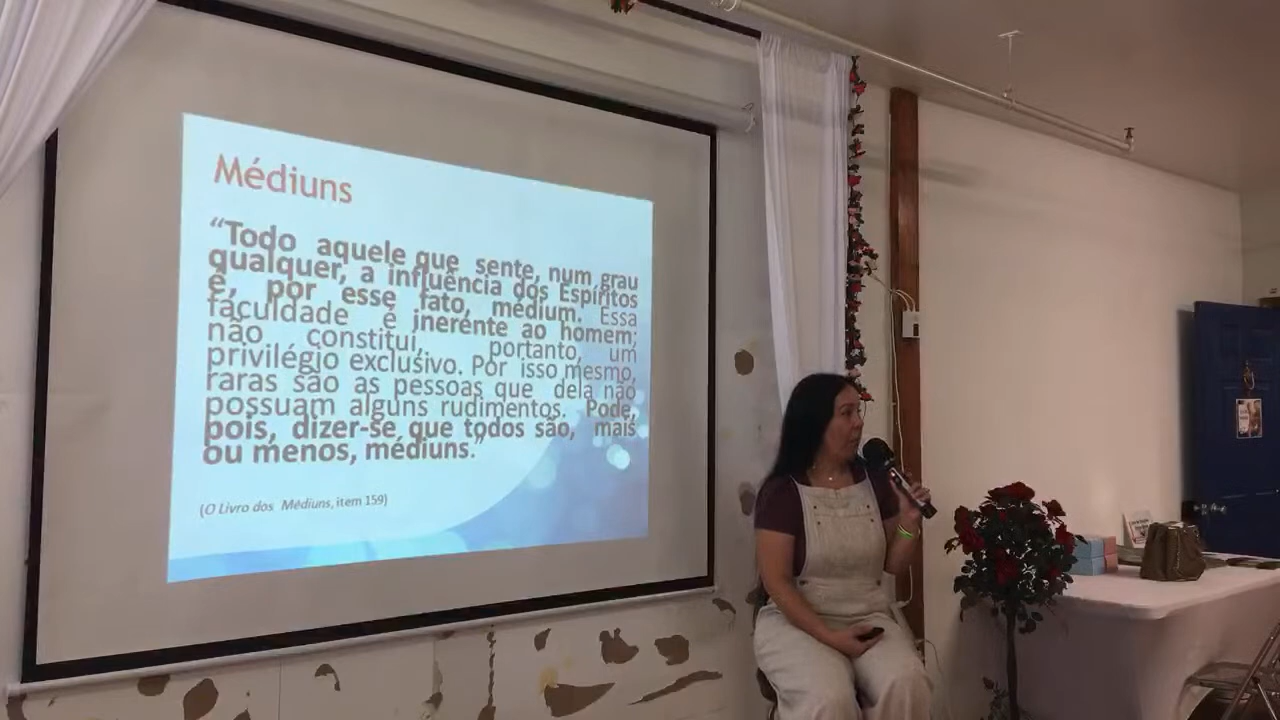 Médiuns
“Todo aquele que sente, num grau
qualquer, a influência dos Espíritos
é, por esse fato, médium. Essa
faculdade é inerente ao homem;
não constitui, portanto, um
privilégio exclusivo. Por isso mesmo,
raras são as pessoas que dela não
possuam alguns rudimentos. Pode,
pois, dizer-se que todos são, mais
ou menos, médiuns.”
(O Livro dos Médiuns, item 159)